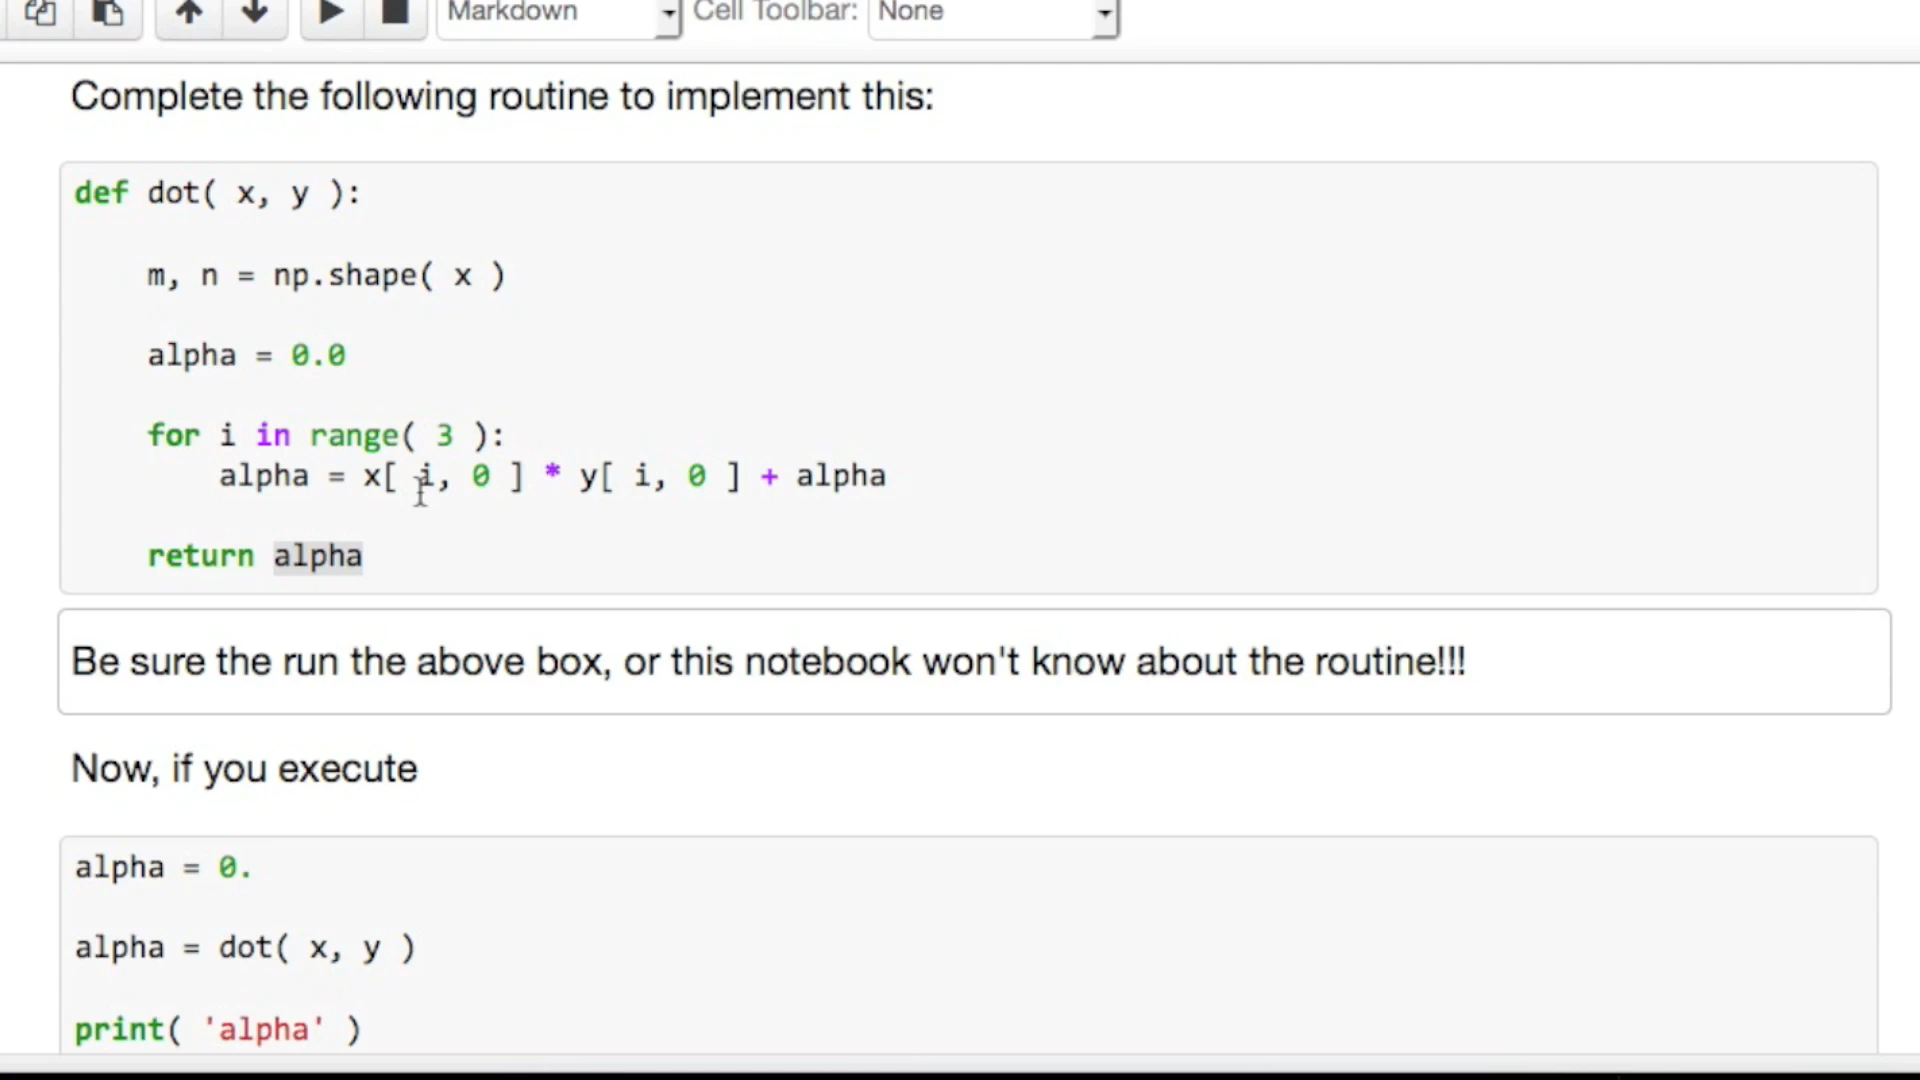 Markdown Cell Toolbar: None
Complete the following routine to implement this:
def dot( x, y ):
m, n = np.shape( x )
alpha = 0.0
for i in range( 3 ):
alpha = x[ i, 0 ] * y[ i, 0 ] + alpha
return alpha
Be sure the run the above box, or this notebook won't know about the routine!!!
Now, if you execute
alpha = 0.
alpha = dot( x, y )
print( 'alpha' )